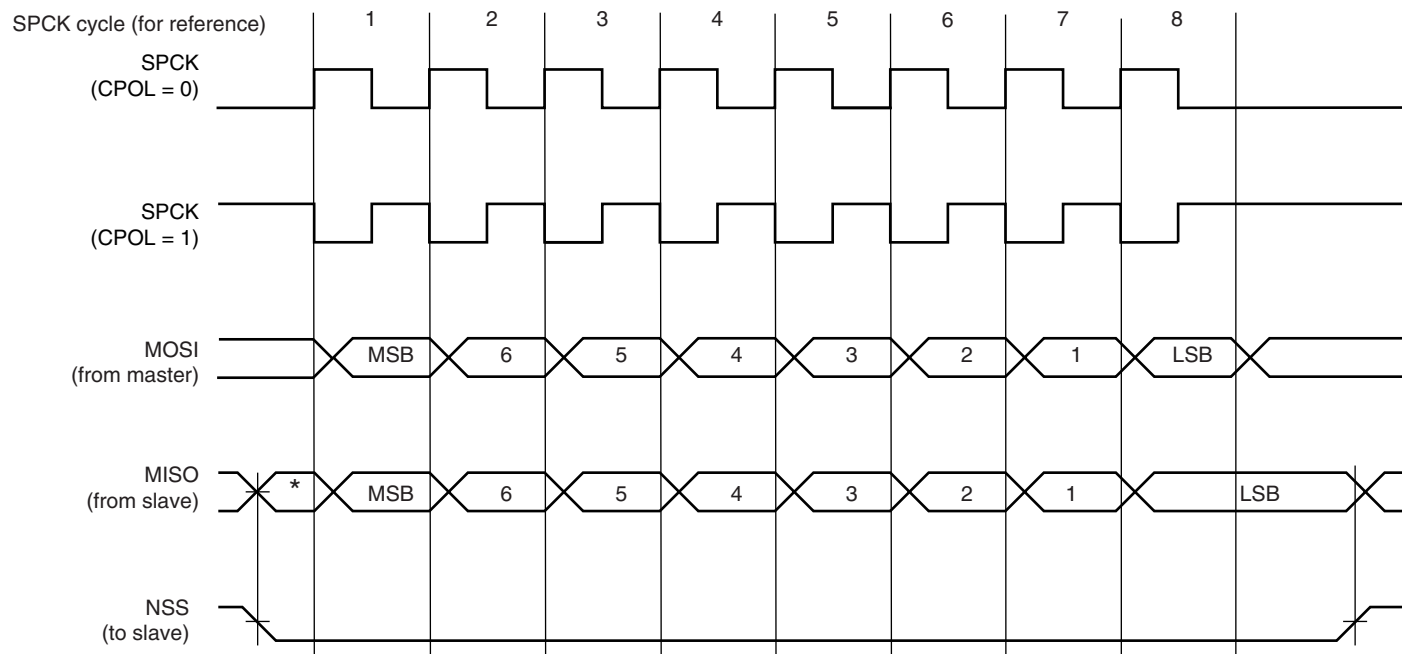 SPCK cycle (for reference) 1 2 3 4 5 6 7 8
SPCK
(CPOL = 0)
SPCK
(CPOL = 1)
MOSI
(from master)
MSB 6 5 4 3 2 1 LSB
MISO
(from slave)
* MSB 6 5 4 3 2 1 LSB
NSS
(to slave)